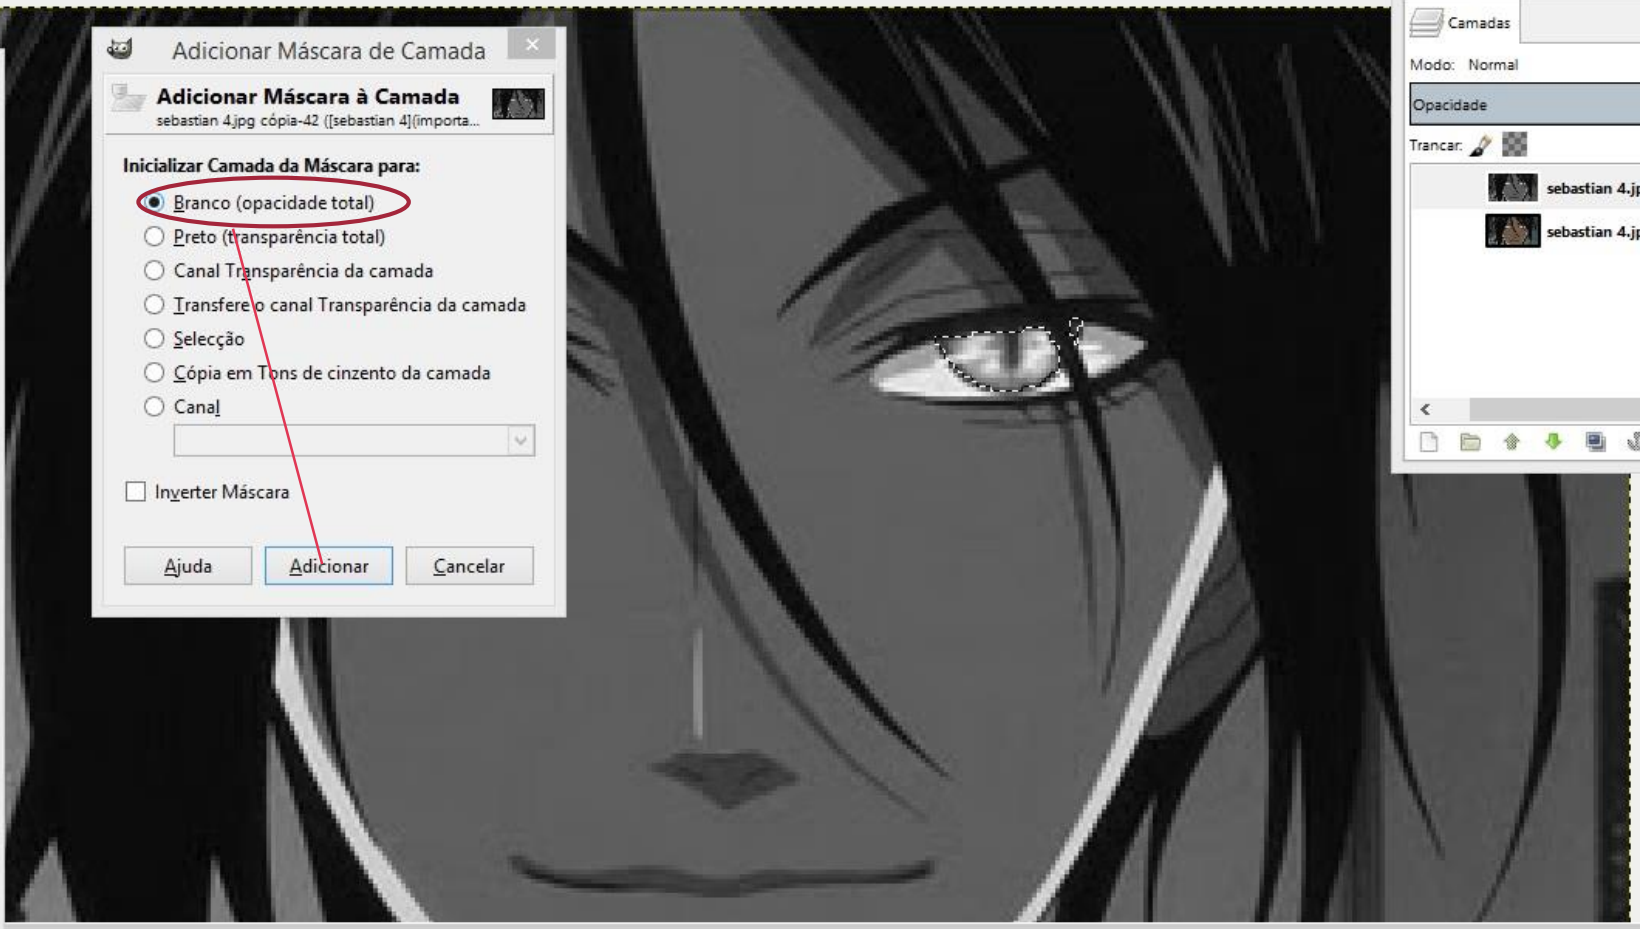 Adicionar Máscara de Camada
Adicionar Máscara à Camada
sebastian 4.jpg cópia-42 ([sebastian 4](importa...
Inicializar Camada da Máscara para:
Branco (opacidade total)
Preto (transparência total)
Canal Transparência da camada
Transfere o canal Transparência da camada
Selecção
Cópia em Tons de cinzento da camada
Canal
Inverter Máscara
Ajuda
Adicionar
Cancelar
Camadas
Modo: Normal
Opacidade
Trancar:
sebastian 4.jp
sebastian 4.jp